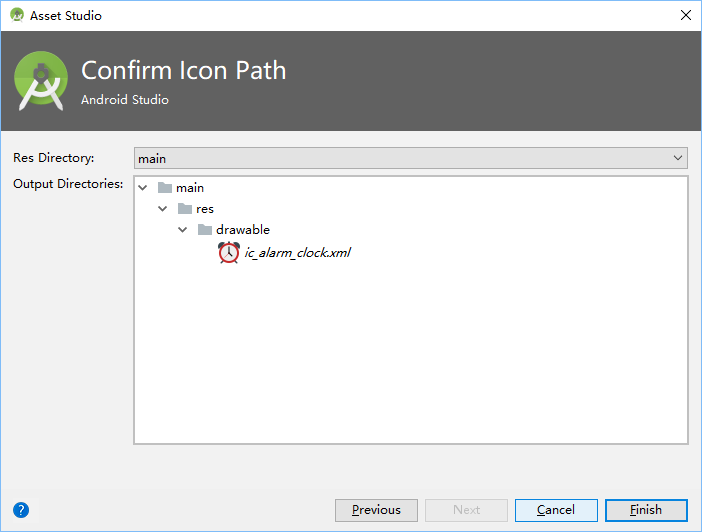 Asset Studio
Confirm Icon Path
Android Studio
Res Directory: main
Output Directories:
main
res
drawable
ic_alarm_clock.xml
? Previous Next Cancel Finish